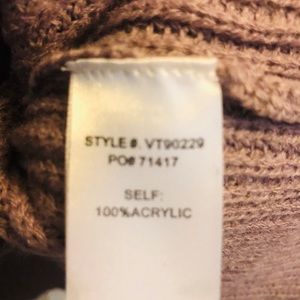 STYLE #. VT90229
PO# 71417
SELF:
100%ACRYLIC